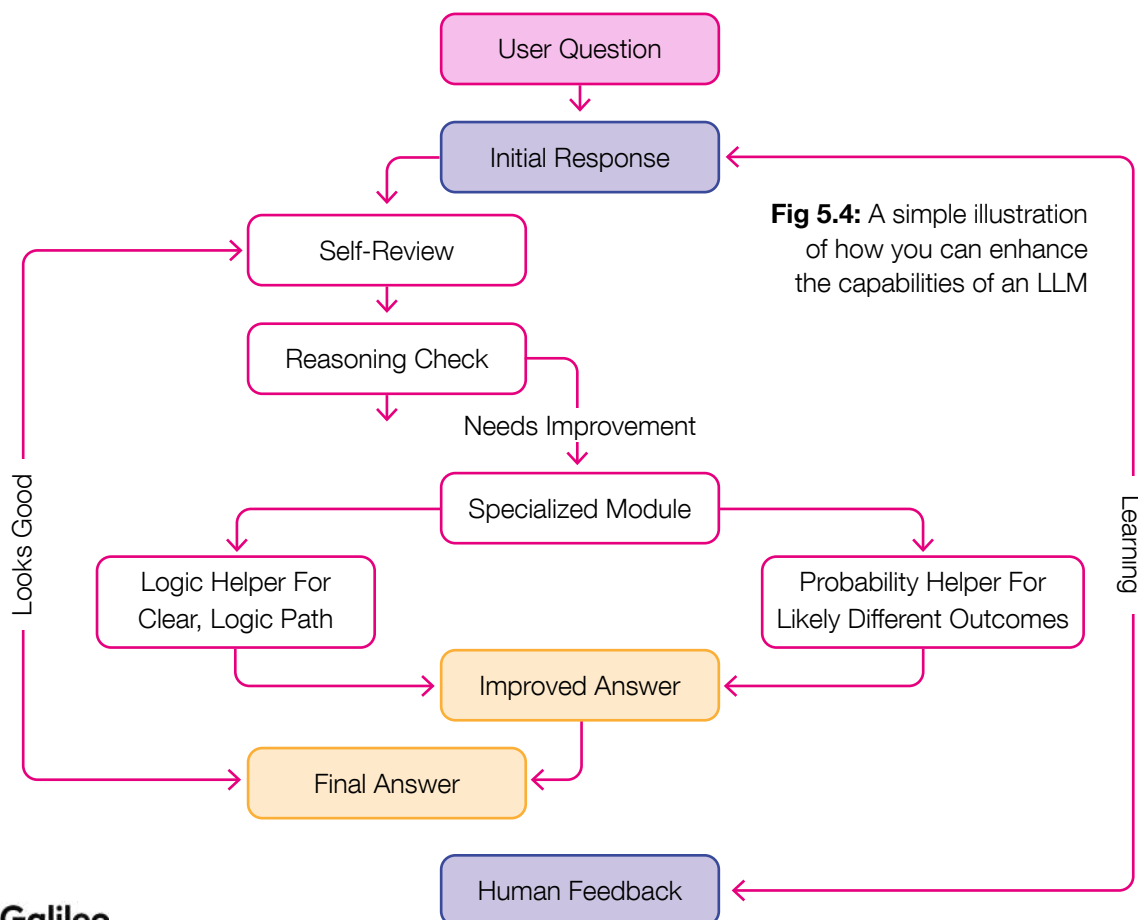 User Question
Initial Response
Fig 5.4: A simple illustration
of how you can enhance
the capabilities of an LLM
Self-Review
Reasoning Check
Needs Improvement
Specialized Module
Looks Good
Learning
Logic Helper For
Clear, Logic Path
Probability Helper For
Likely Different Outcomes
Improved Answer
Final Answer
Human Feedback
Galileo